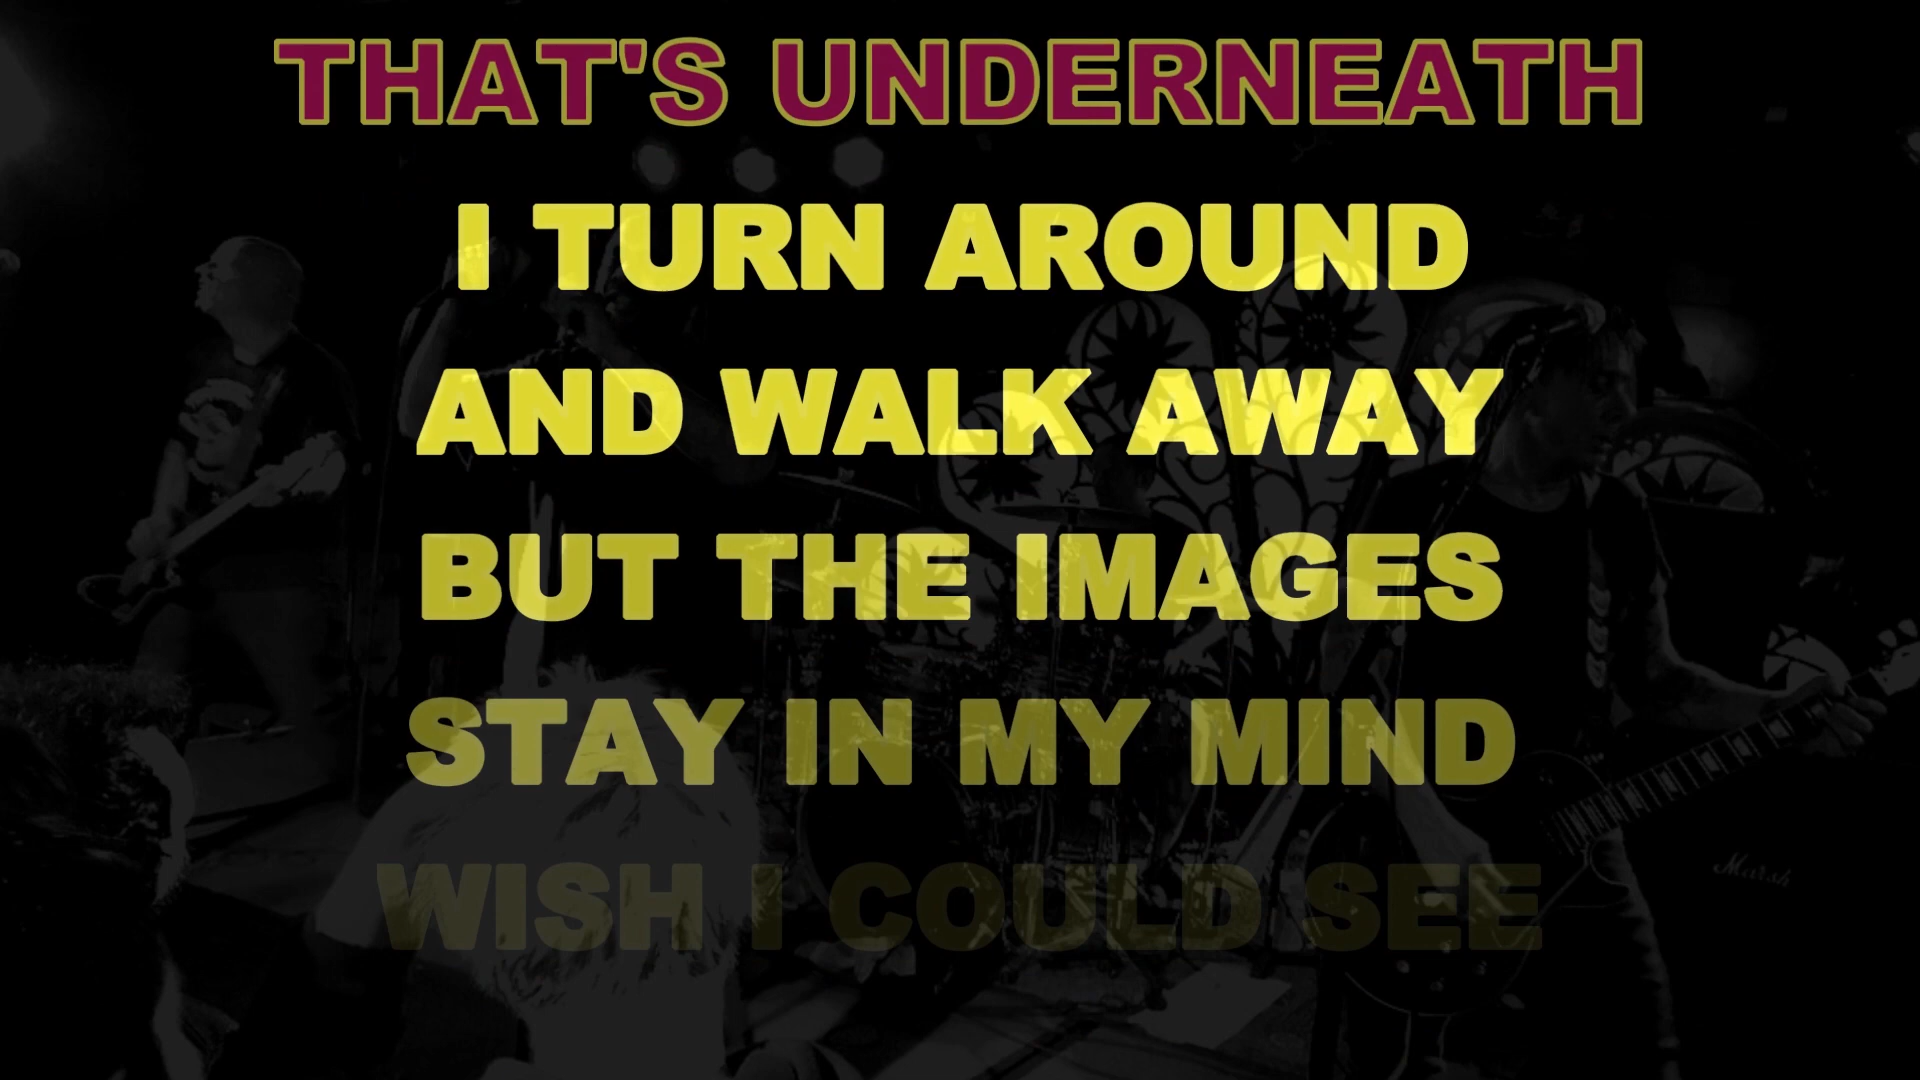 THAT'S UNDERNEATH
I TURN AROUND
AND WALK AWAY
BUT THE IMAGES
STAY IN MY MIND
WISH I COULD SEE